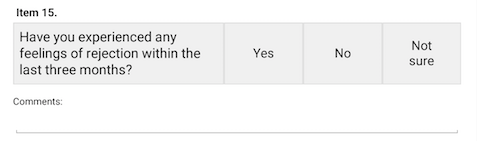 Item 15.
Have you experienced any
feelings of rejection within the
last three months?
Yes
No
Not
sure
Comments: